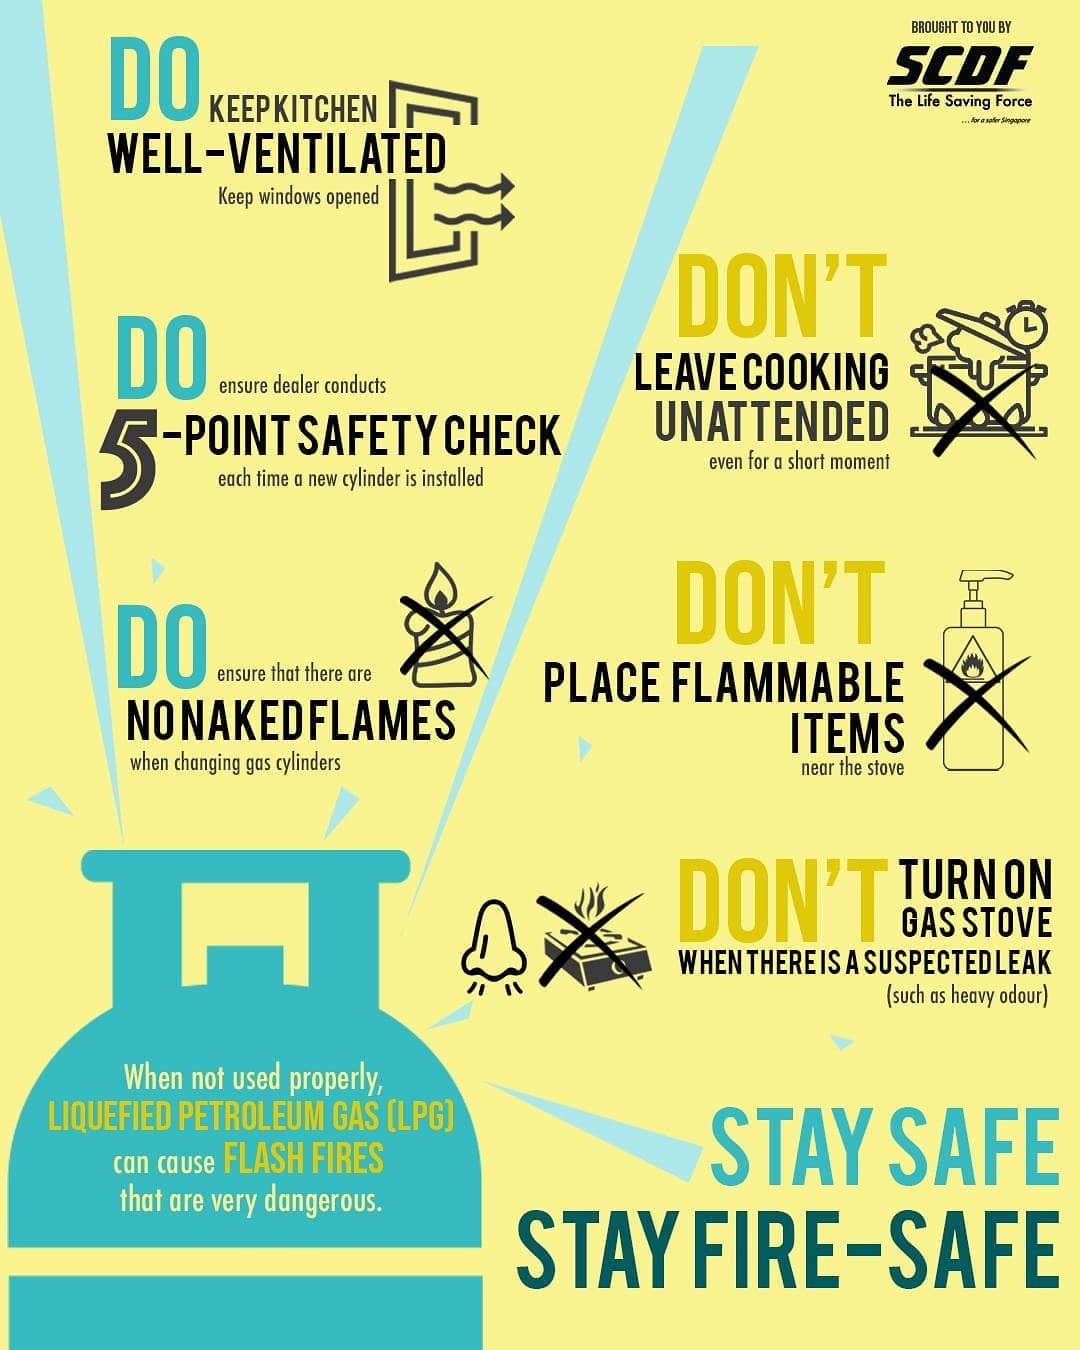 BROUGHT TO YOU BY
SCDF
The Life Saving Force
...for a safer Singapore
DO KEEP KITCHEN
WELL-VENTILATED
Keep windows opened
DO ensure dealer conducts
5-POINT SAFETY CHECK
each time a new cylinder is installed
DO ensure that there are
NO NAKED FLAMES
when changing gas cylinders
DON'T
LEAVE COOKING
UNATTENDED
even for a short moment
DON'T
PLACE FLAMMABLE
ITEMS
near the stove
DON'T TURN ON
GAS STOVE
WHEN THERE IS A SUSPECTED LEAK
(such as heavy odour)
When not used properly,
LIQUEFIED PETROLEUM GAS (LPG)
can cause FLASH FIRES
that are very dangerous.
STAY SAFE
STAY FIRE-SAFE